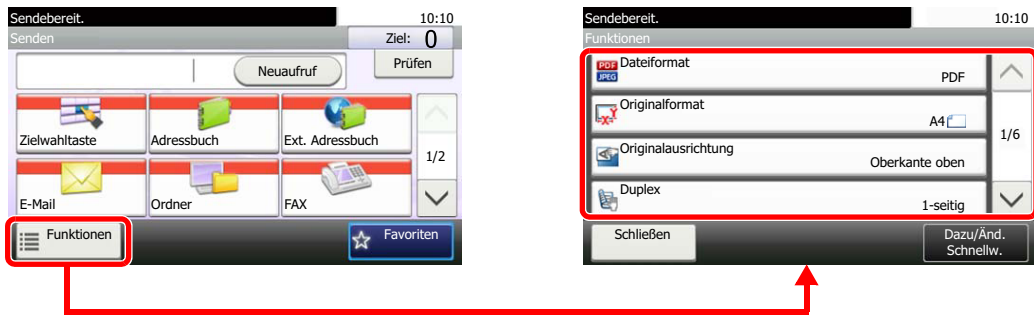 Sendebereit.
10:10
Senden
Ziel: 0
Neuaufruf
Prüfen
Zielwahltaste
Adressbuch
Ext. Adressbuch
1/2
E-Mail
Ordner
FAX
Funktionen
Favoriten
Sendebereit.
10:10
Funktionen
PDF
JPEG
Dateiformat
PDF
Originalformat
A4
1/6
Originalausrichtung
Oberkante oben
Duplex
1-seitig
Schließen
Dazu/Änd.
Schnellw.